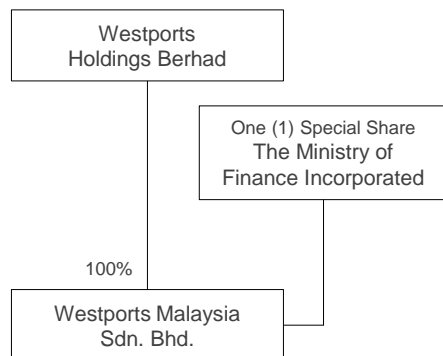 Westports
Holdings Berhad
One (1) Special Share
The Ministry of
Finance Incorporated
100%
Westports Malaysia
Sdn. Bhd.